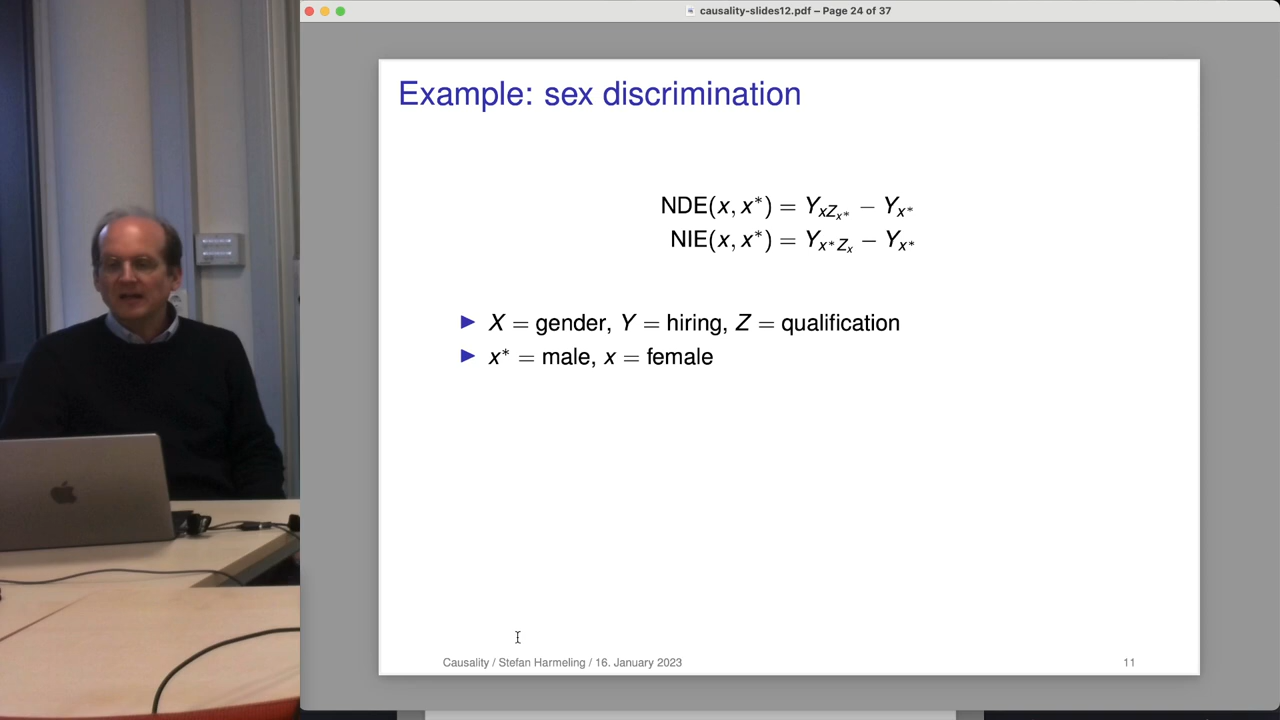 causality-slides12.pdf – Page 24 of 37
Example: sex discrimination
NDE(x, x*) = Y_{xZ_{x*}} − Y_{x*}
NIE(x, x*) = Y_{x*Z_x} − Y_{x*}
► X = gender, Y = hiring, Z = qualification
► x* = male, x = female
Causality / Stefan Harmeling / 16. January 2023
11